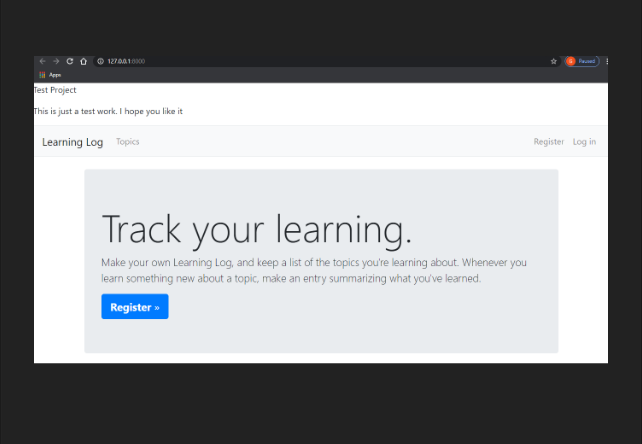 127.0.0.1:8000
Paused
Apps
Test Project
This is just a test work. I hope you like it
Learning Log Topics Register Log in
Track your learning.
Make your own Learning Log, and keep a list of the topics you're learning about. Whenever you
learn something new about a topic, make an entry summarizing what you've learned.
Register »